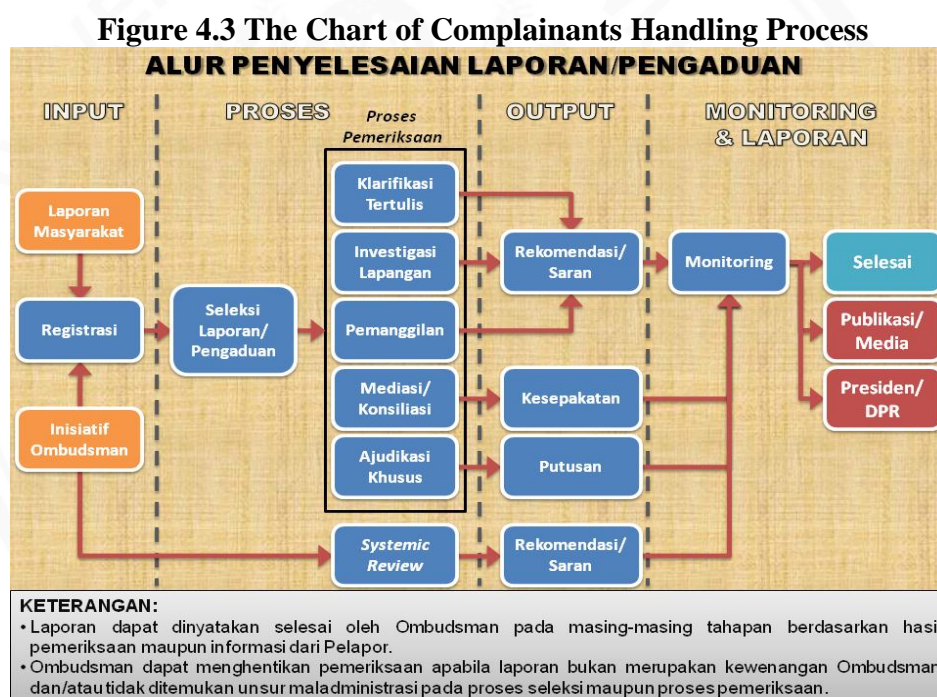 Figure 4.3 The Chart of Complainants Handling Process
ALUR PENYELESAIAN LAPORAN/PENGADUAN
INPUT
PROSES
Proses
Pemeriksaan
OUTPUT
MONITORING
& LAPORAN
Laporan
Masyarakat
Registrasi
Inisiatif
Ombudsman
Seleksi
Laporan/
Pengaduan
Klarifikasi
Tertulis
Investigasi
Lapangan
Pemanggilan
Mediasi/
Konsiliasi
Ajudikasi
Khusus
Systemic
Review
Rekomendasi/
Saran
Kesepakatan
Putusan
Rekomendasi/
Saran
Monitoring
Selesai
Publikasi/
Media
Presiden/
DPR
KETERANGAN:
• Laporan dapat dinyatakan selesai oleh Ombudsman pada masing-masing tahapan berdasarkan hasi
pemeriksaan maupun informasi dari Pelapor.
• Ombudsman dapat menghentikan pemeriksaan apabila laporan bukan merupakan kewenangan Ombudsman
dan/atau tidak ditemukan unsur maladministrasi pada proses seleksi maupun proses pemeriksaan.